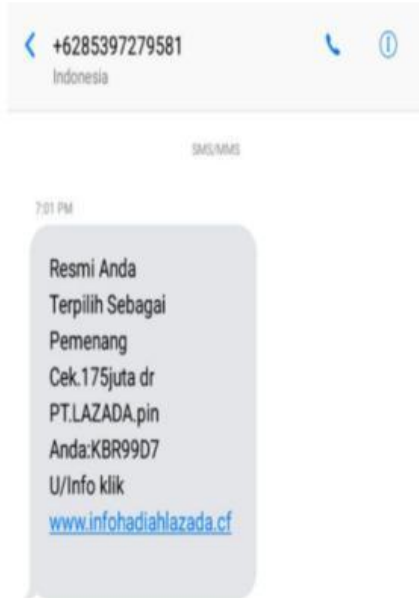 +6285397279581
Indonesia
SMS/MMS
7:01 PM
Resmi Anda
Terpilih Sebagai
Pemenang
Cek.175juta dr
PT.LAZADA.pin
Anda:KBR99D7
U/Info klik
www.infohadiahlazada.cf